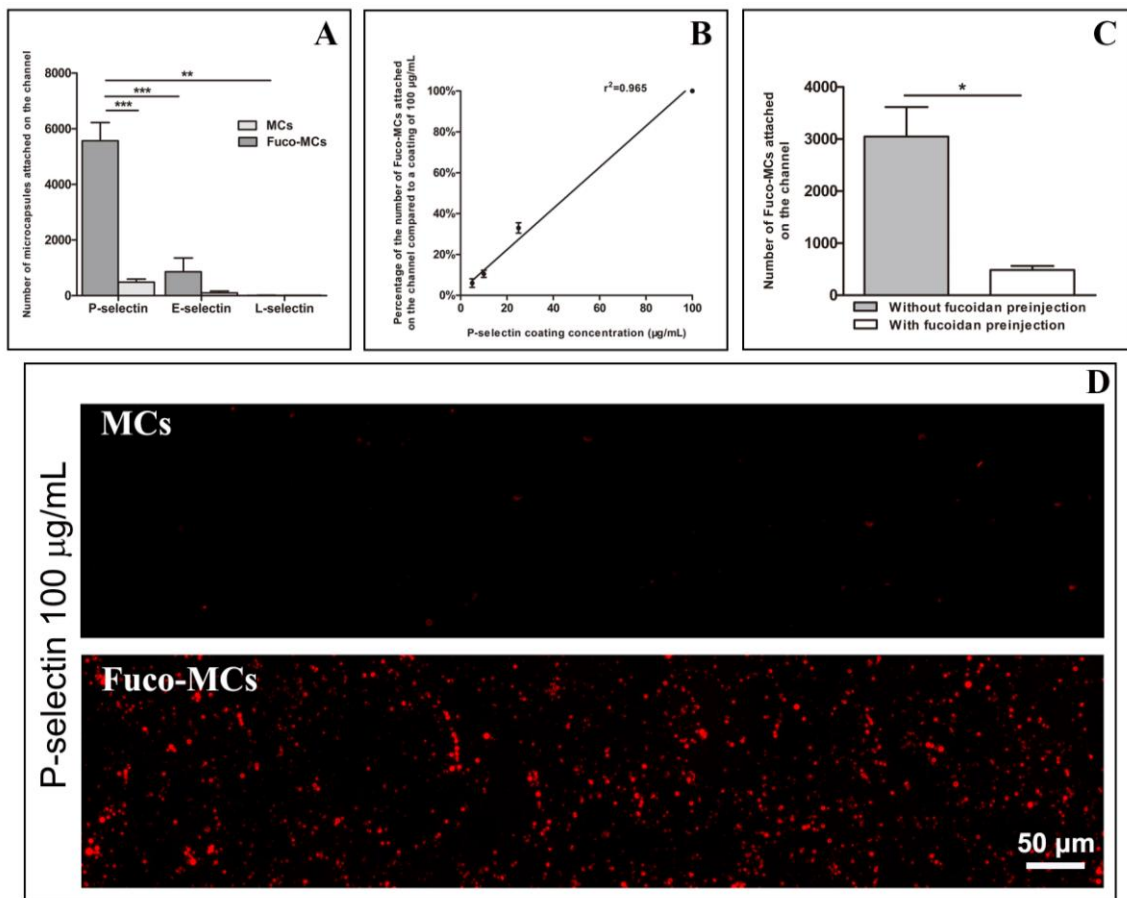 A
Number of microcapsules attached on the channel
8000
6000
4000
2000
0
**
***
***
MCs
Fuco-MCs
P-selectin
E-selectin
L-selectin
B
Percentage of the number of Fuco-MCs attached
on the channel compared to a coating of 100 µg/mL
100%
80%
60%
40%
20%
0%
r²=0.965
0
20
40
60
80
100
P-selectin coating concentration (µg/mL)
C
Number of Fuco-MCs attached
on the channel
4000
3000
2000
1000
0
*
Without fucoidan preinjection
With fucoidan preinjection
D
P-selectin 100 µg/mL
MCs
Fuco-MCs
50 µm